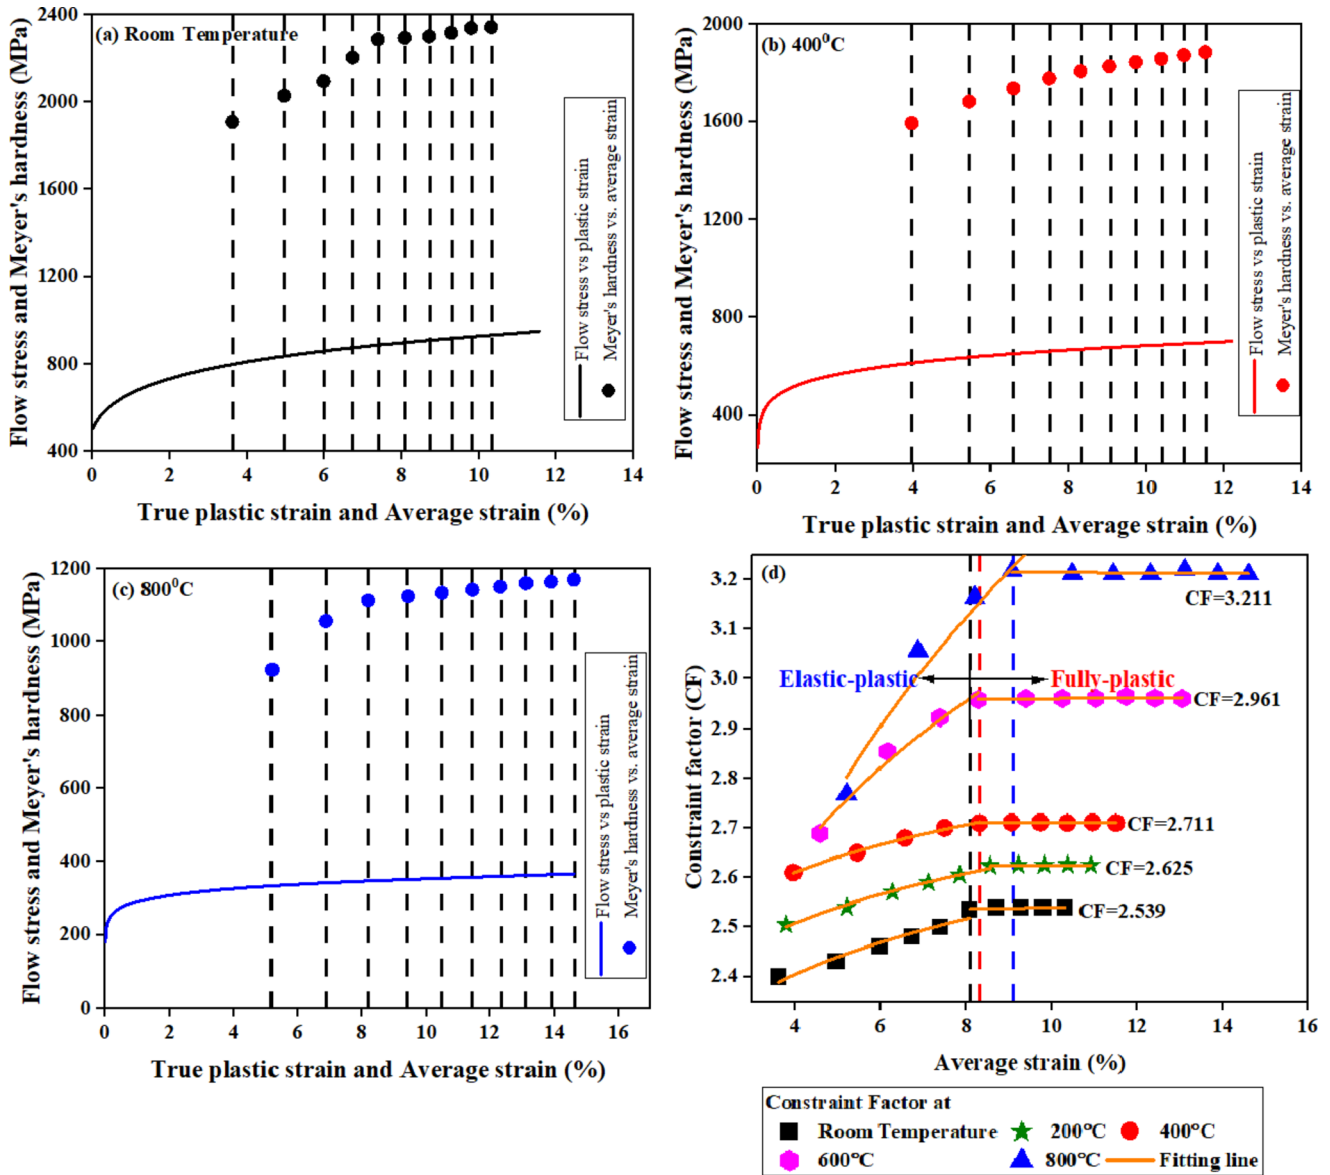 (a) Room Temperature
Flow stress and Meyer's hardness (MPa)
2400
2000
1600
1200
800
400
0
2
4
6
8
10
12
14
True plastic strain and Average strain (%)
Flow stress vs plastic strain
Meyer's hardness vs. average strain
(b) 400⁰C
Flow stress and Meyer's hardness (MPa)
2000
1600
1200
800
400
0
2
4
6
8
10
12
14
True plastic strain and Average strain (%)
Flow stress vs plastic strain
Meyer's hardness vs. average strain
(c) 800⁰C
Flow stress and Meyer's hardness (MPa)
1200
1000
800
600
400
200
0
0
2
4
6
8
10
12
14
16
True plastic strain and Average strain (%)
Flow stress vs plastic strain
Meyer's hardness vs. average strain
(d)
Constraint factor (CF)
3.2
3.1
3.0
2.9
2.8
2.7
2.6
2.5
2.4
CF=3.211
Elastic-plastic
Fully-plastic
CF=2.961
CF=2.711
CF=2.625
CF=2.539
4
6
8
10
12
14
16
Average strain (%)
Constraint Factor at
Room Temperature
200°C
400°C
600°C
800°C
Fitting line